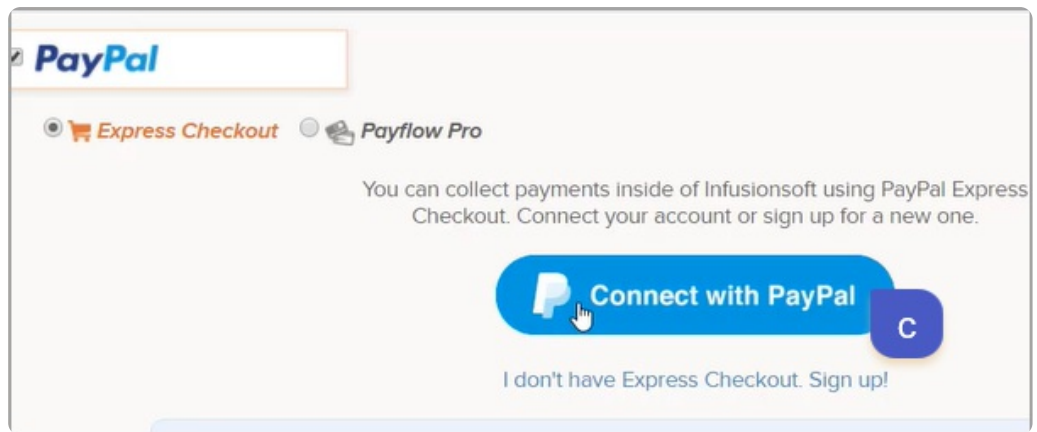 PayPal
Express Checkout Payflow Pro
You can collect payments inside of Infusionsoft using PayPal Express
Checkout. Connect your account or sign up for a new one.
Connect with PayPal
C
I don't have Express Checkout. Sign up!